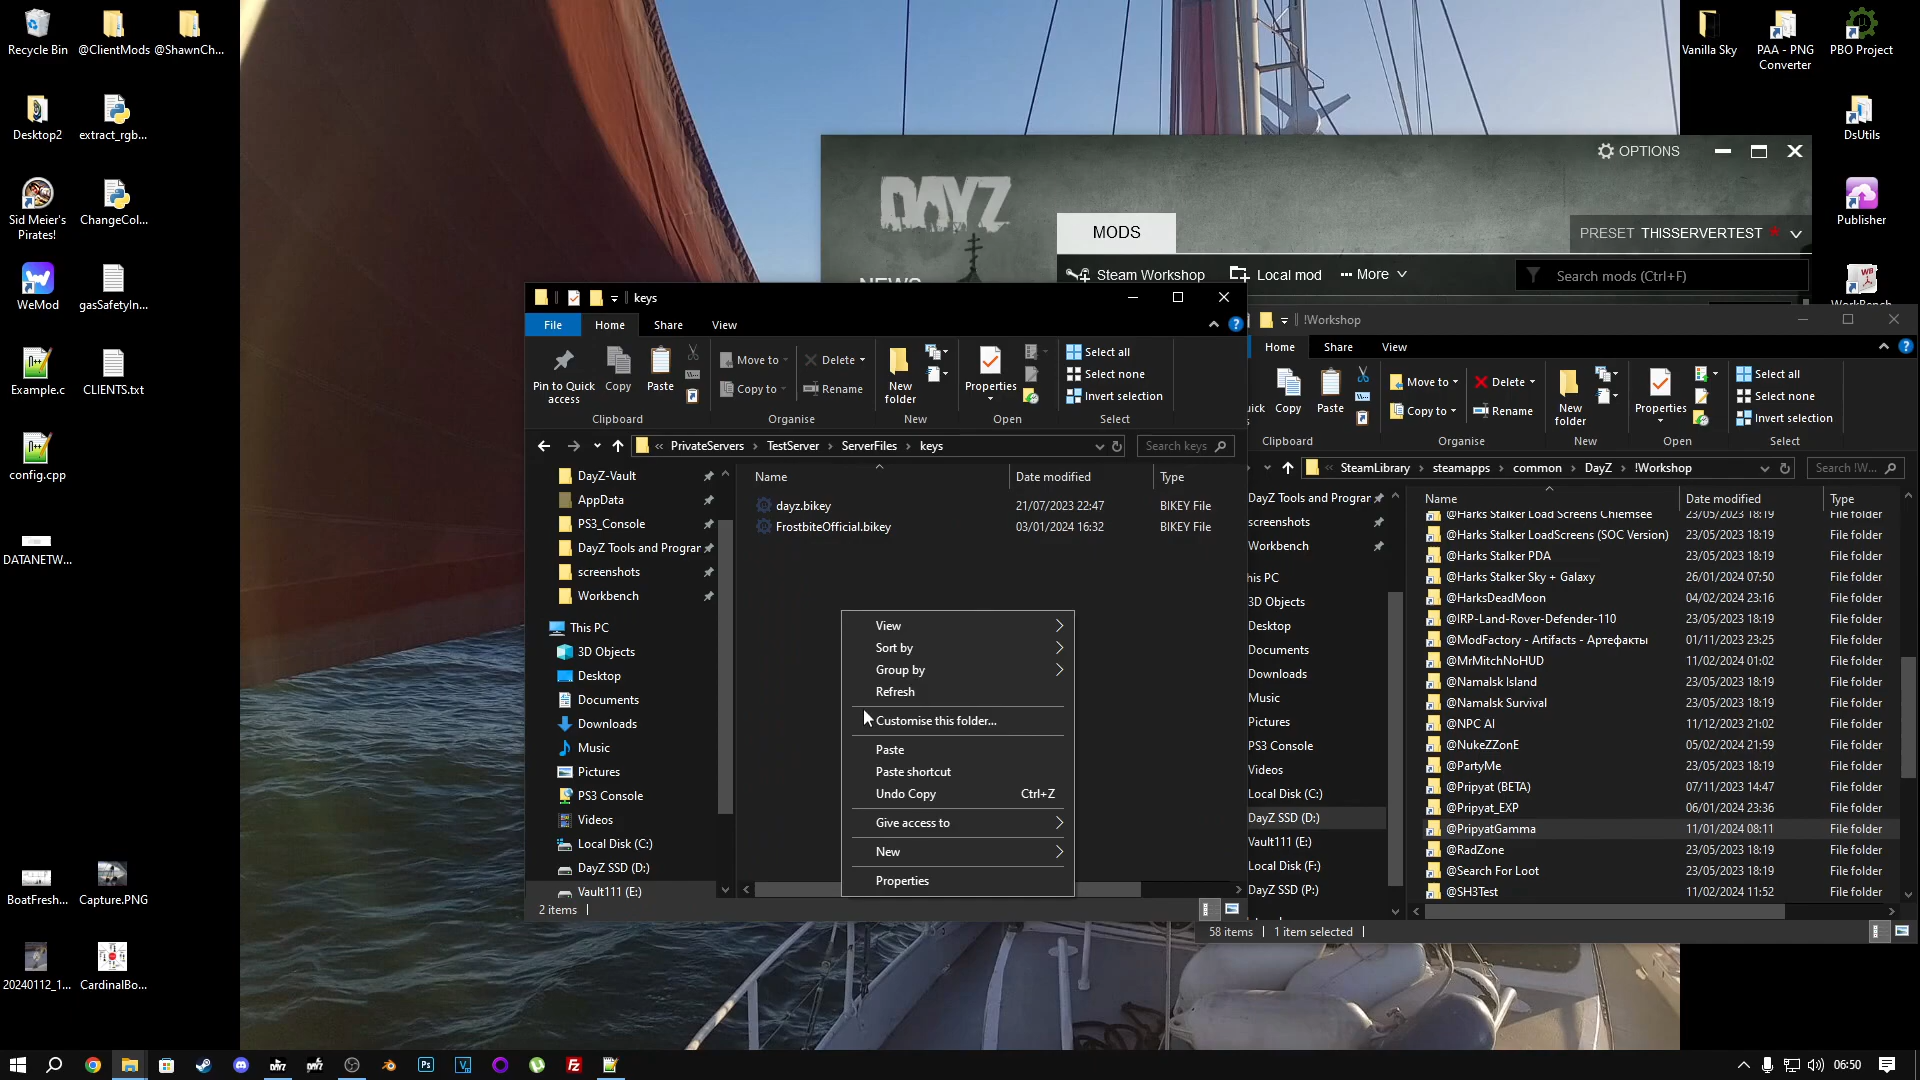 Recycle Bin
@ClientMods
@ShawnCh...
Desktop2
extract_rgb...
Sid Meier's
Pirates!
ChangeCol...
WeMod
gasSafetyIn...
Example.c
CLIENTS.txt
config.cpp
DATANETW...
BoatFresh...
Capture.PNG
20240112_1...
CardinalBo...
Vanilla Sky
PAA - PNG
Converter
PBO Project
DsUtils
Publisher
WorkBench
OPTIONS
DAYZ
MODS
PRESET THISSERVERTEST *
NEWS
Steam Workshop
Local mod
More
Search mods (Ctrl+F)
keys
File
Home
Share
View
Pin to Quick
access
Copy
Paste
Move to
Copy to
Delete
Rename
New
folder
Properties
Select all
Select none
Invert selection
Clipboard
Organise
New
Open
Select
PrivateServers
TestServer
ServerFiles
keys
Search keys
DayZ-Vault
AppData
PS3_Console
DayZ Tools and Progran
screenshots
Workbench
This PC
3D Objects
Desktop
Documents
Downloads
Music
Pictures
PS3 Console
Videos
Local Disk (C:)
DayZ SSD (D:)
Vault111 (E:)
Name
Date modified
Type
dayz.bikey
21/07/2023 22:47
BIKEY File
FrostbiteOfficial.bikey
03/01/2024 16:32
BIKEY File
View
Sort by
Group by
Refresh
Customise this folder...
Paste
Paste shortcut
Undo Copy
Ctrl+Z
Give access to
New
Properties
2 items
!Workshop
Home
Share
View
Copy
Paste
Move to
Copy to
Delete
Rename
New
folder
Properties
Select all
Select none
Invert selection
Clipboard
Organise
New
Open
Select
SteamLibrary
steamapps
common
DayZ
!Workshop
Search !W...
DayZ Tools and Progran
screenshots
Workbench
his PC
3D Objects
Desktop
Documents
Downloads
Music
Pictures
PS3 Console
Videos
Local Disk (C:)
DayZ SSD (D:)
Vault111 (E:)
Local Disk (F:)
DayZ SSD (P:)
Name
Date modified
Type
@Harks Stalker Load Screens Chiemsee 23/05/2023 18:19 File folder
@Harks Stalker LoadScreens (SOC Version) 23/05/2023 18:19 File folder
@Harks Stalker PDA 23/05/2023 18:19 File folder
@Harks Stalker Sky + Galaxy 26/01/2024 07:50 File folder
@HarksDeadMoon 04/02/2024 23:16 File folder
@IRP-Land-Rover-Defender-110 23/05/2023 18:19 File folder
@ModFactory - Artifacts - Артефакты 01/11/2023 23:25 File folder
@MrMitchNoHUD 11/02/2024 01:02 File folder
@Namalsk Island 23/05/2023 18:19 File folder
@Namalsk Survival 23/05/2023 18:19 File folder
@NPC AI 11/12/2023 21:02 File folder
@NukeZZonE 05/02/2024 21:59 File folder
@PartyMe 23/05/2023 18:19 File folder
@Pripyat (BETA) 07/11/2023 14:47 File folder
@Pripyat_EXP 06/01/2024 23:36 File folder
@PripyatGamma 11/01/2024 08:11 File folder
@RadZone 23/05/2023 18:19 File folder
@Search For Loot 23/05/2023 18:19 File folder
@SH3Test 11/02/2024 11:52 File folder
58 items
1 item selected
06:50